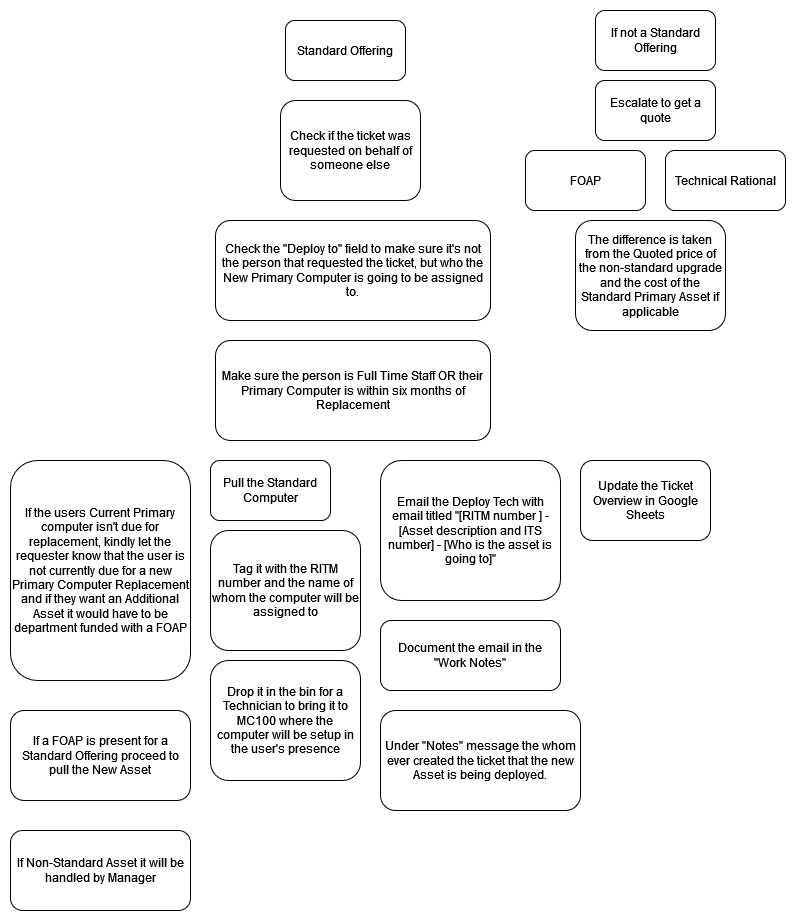 Standard Offering
If not a Standard
Offering
Escalate to get a
quote
Check if the ticket was
requested on behalf of
someone else
FOAP
Technical Rational
Check the "Deploy to" field to make sure it's not
the person that requested the ticket, but who the
New Primary Computer is going to be assigned
to.
The difference is taken
from the Quoted price of
the non-standard upgrade
and the cost of the
Standard Primary Asset if
applicable
Make sure the person is Full Time Staff OR their
Primary Computer is within six months of
Replacement
If the users Current Primary
computer isn't due for
replacement, kindly let the
requester know that the user is
not currently due for a new
Primary Computer Replacement
and if they want an Additional
Asset it would have to be
department funded with a FOAP
Pull the Standard
Computer
Email the Deploy Tech with
email titled "[RITM number ] -
[Asset description and ITS
number] - [Who is the asset is
going to]"
Update the Ticket
Overview in Google
Sheets
Tag it with the RITM
number and the name of
whom the computer will be
assigned to
Document the email in the
"Work Notes"
Drop it in the bin for a
Technician to bring it to
MC100 where the
computer will be setup in
the user's presence
If a FOAP is present for a
Standard Offering proceed to
pull the New Asset
Under "Notes" message the whom
ever created the ticket that the new
Asset is being deployed.
If Non-Standard Asset it will be
handled by Manager